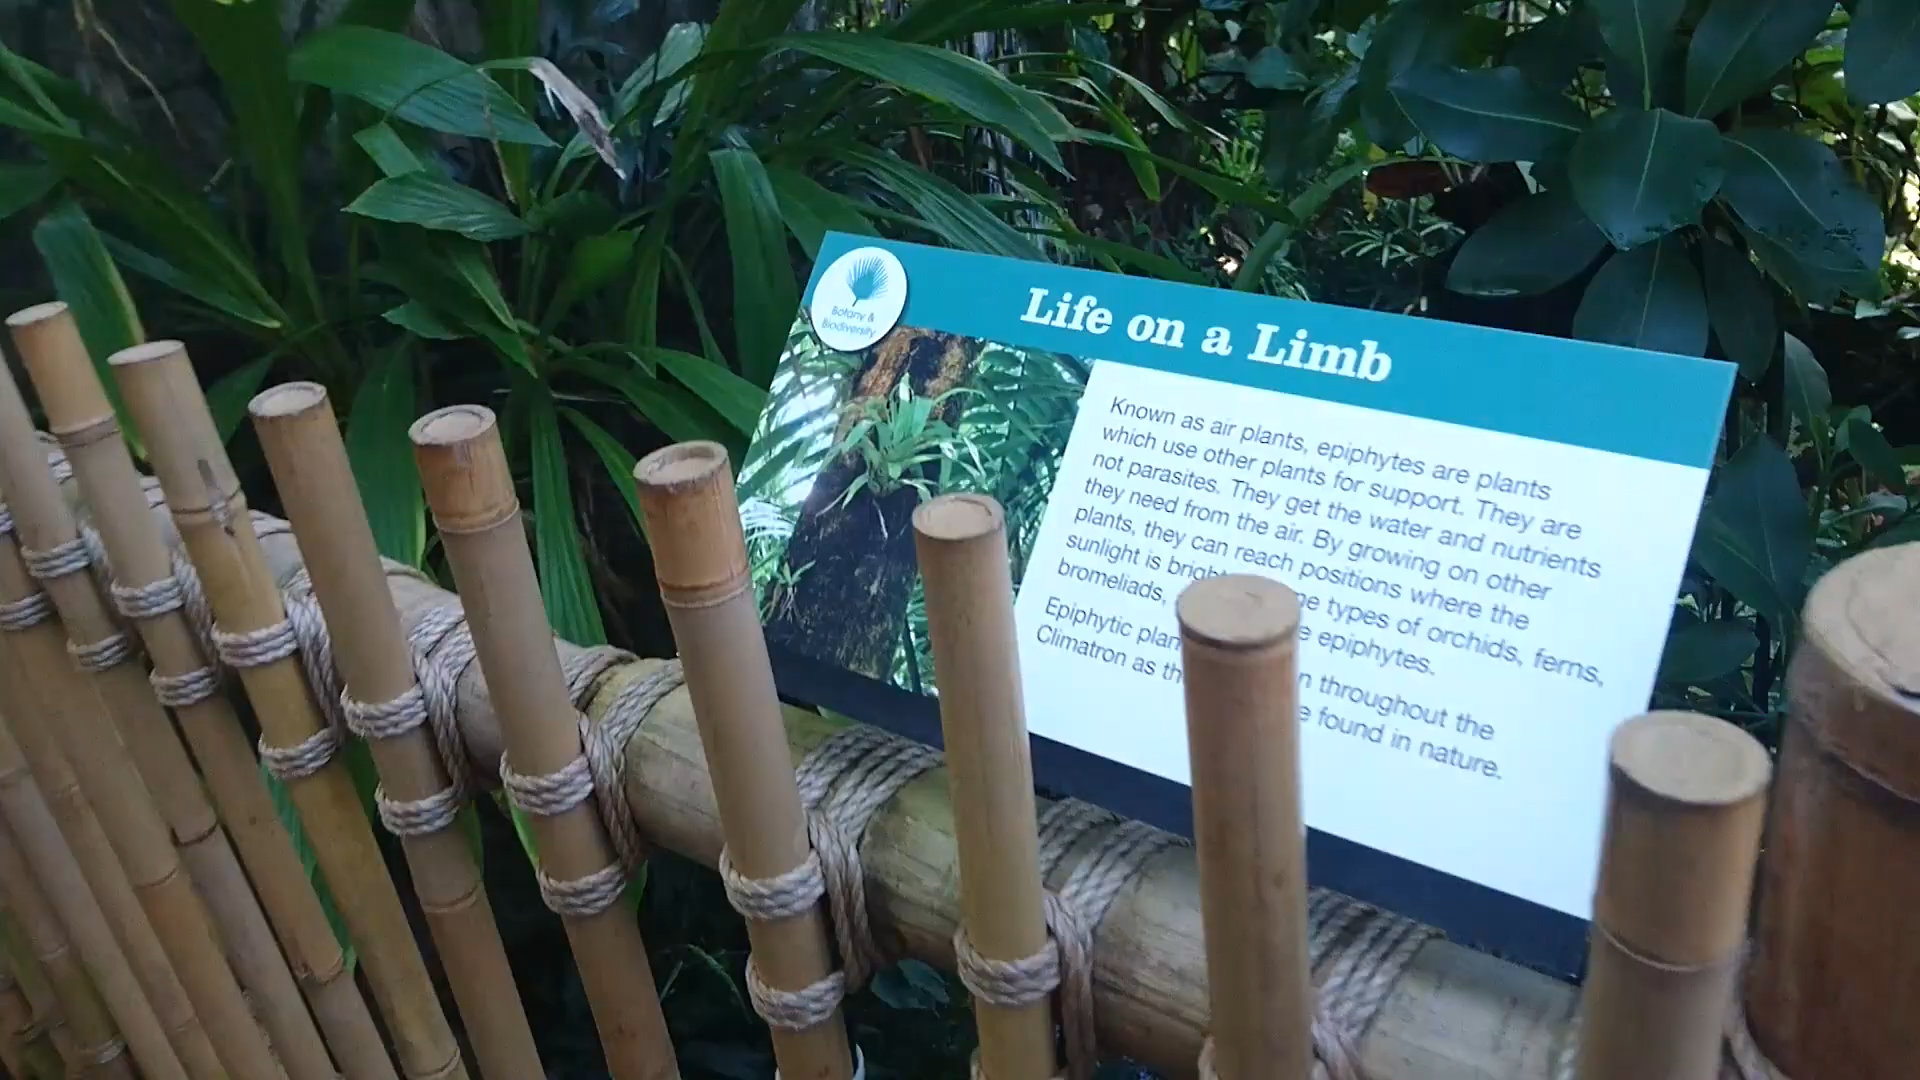 Botany &
Biodiversity
Life on a Limb
Known as air plants, epiphytes are plants
which use other plants for support. They are
not parasites. They get the water and nutrients
they need from the air. By growing on other
plants, they can reach positions where the
sunlight is types of orchids, ferns,
bromeliads, epiphytes.
Epiphytic throughout the
Climatron as found in nature.